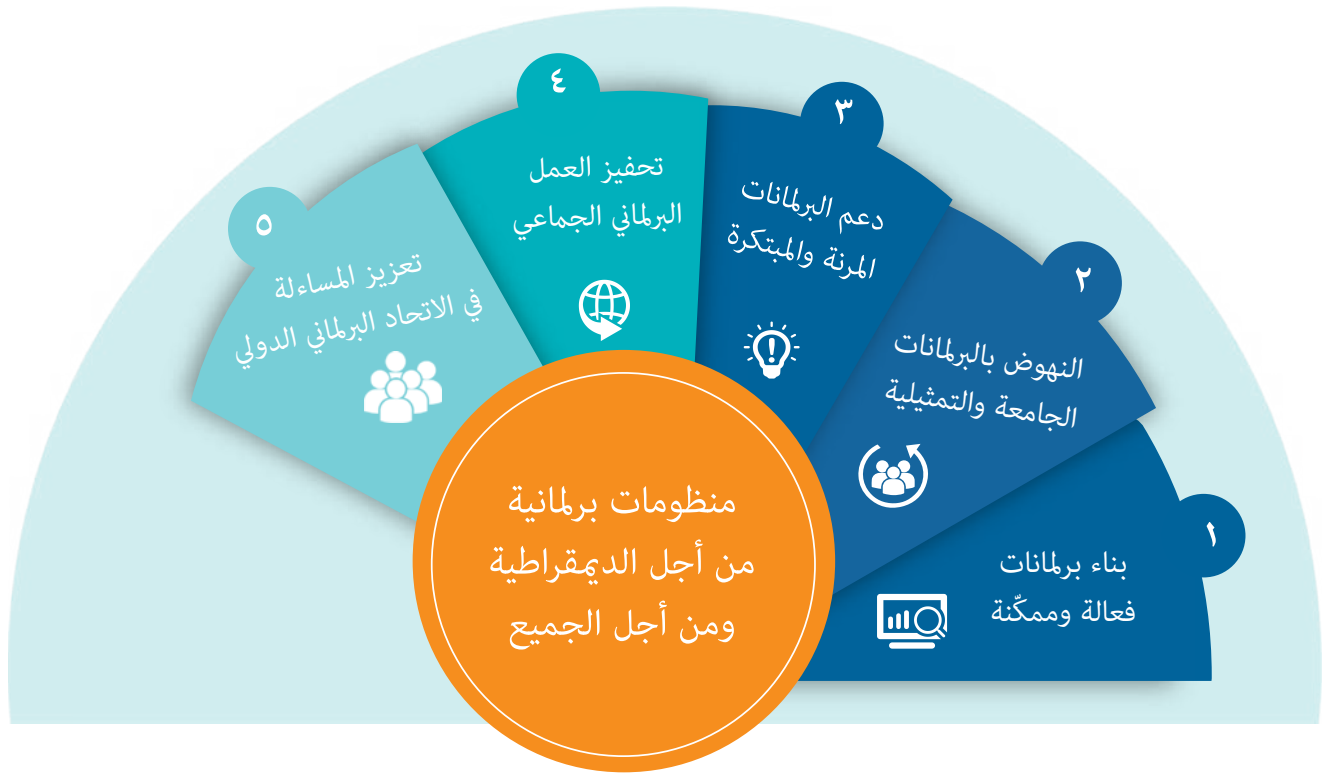 ١
بناء برلمانات
فعالة وممكّنة
٢
النهوض بالبرلمانات
الجامعة والتمثيلية
٣
دعم البرلمانات
المرنة والمبتكرة
٤
تحفيز العمل
البرلماني الجماعي
٥
تعزيز المساءلة
في الاتحاد البرلماني الدولي
منظومات برلمانية
من أجل الديمقراطية
ومن أجل الجميع